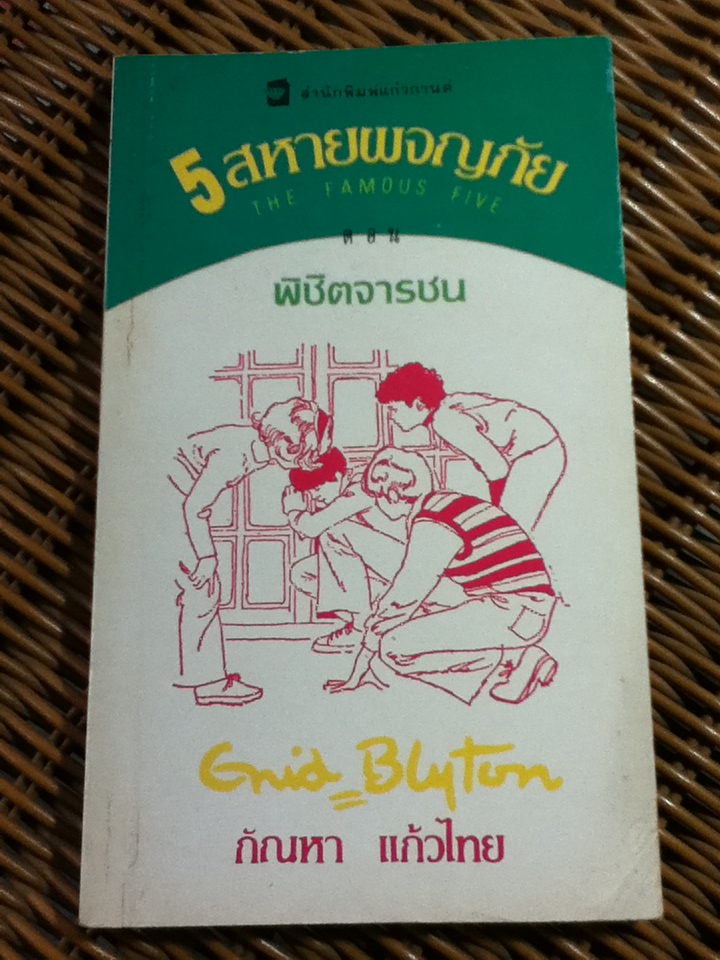 สำนักพิมพ์แก้วกานต์
5 สหายผจญภัย
THE FAMOUS FIVE
ตอน
พิชิตจารชน
Enid Blyton
กัณหา แก้วไทย